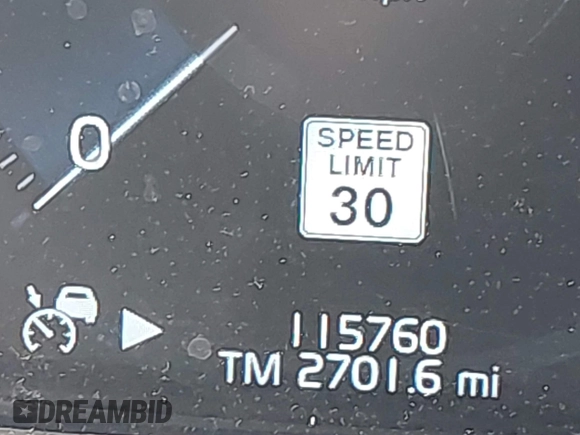 0
SPEED
LIMIT
30
115760
TM 2701.6 mi
DREAMBID